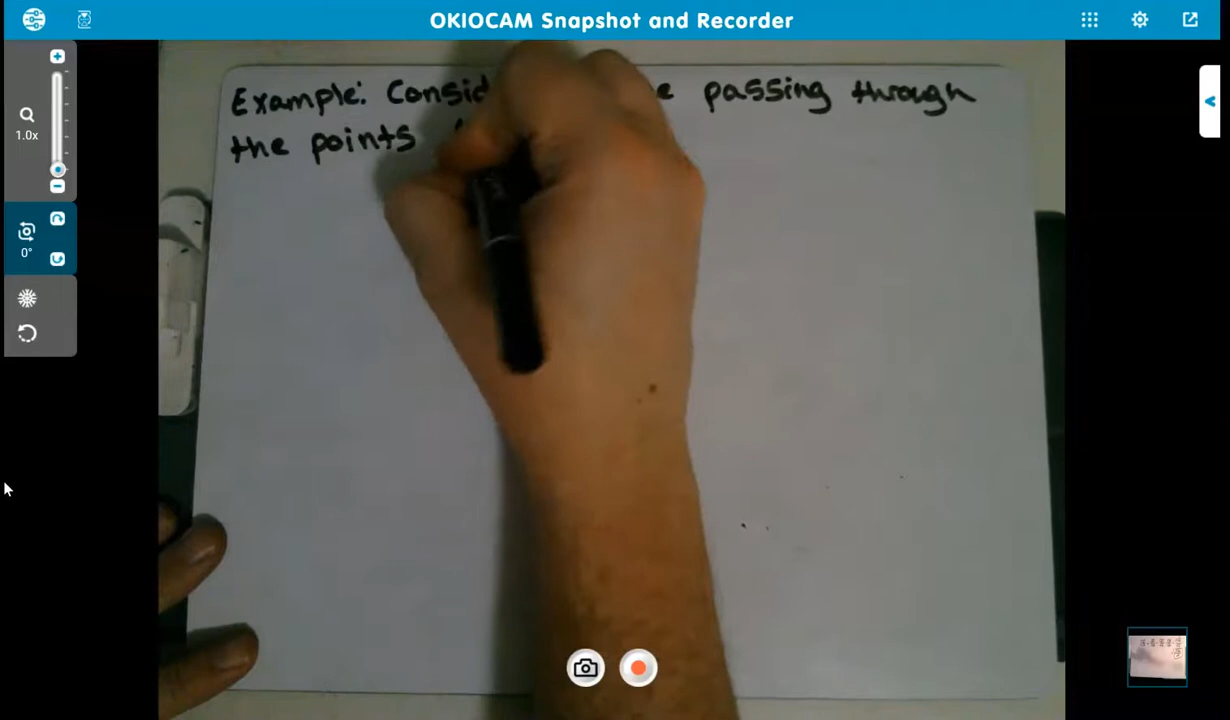 OKIOCAM Snapshot and Recorder
1.0x
0°
Example: Consid e passing through
the points (